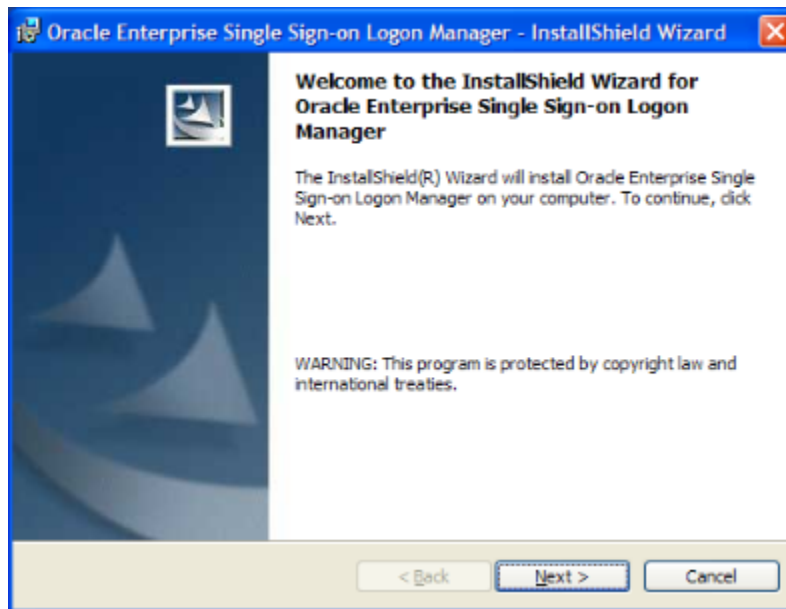 Oracle Enterprise Single Sign-on Logon Manager - InstallShield Wizard
Welcome to the InstallShield Wizard for
Oracle Enterprise Single Sign-on Logon
Manager
The InstallShield(R) Wizard will install Oracle Enterprise Single
Sign-on Logon Manager on your computer. To continue, click
Next.
WARNING: This program is protected by copyright law and
international treaties.
< Back
Next >
Cancel